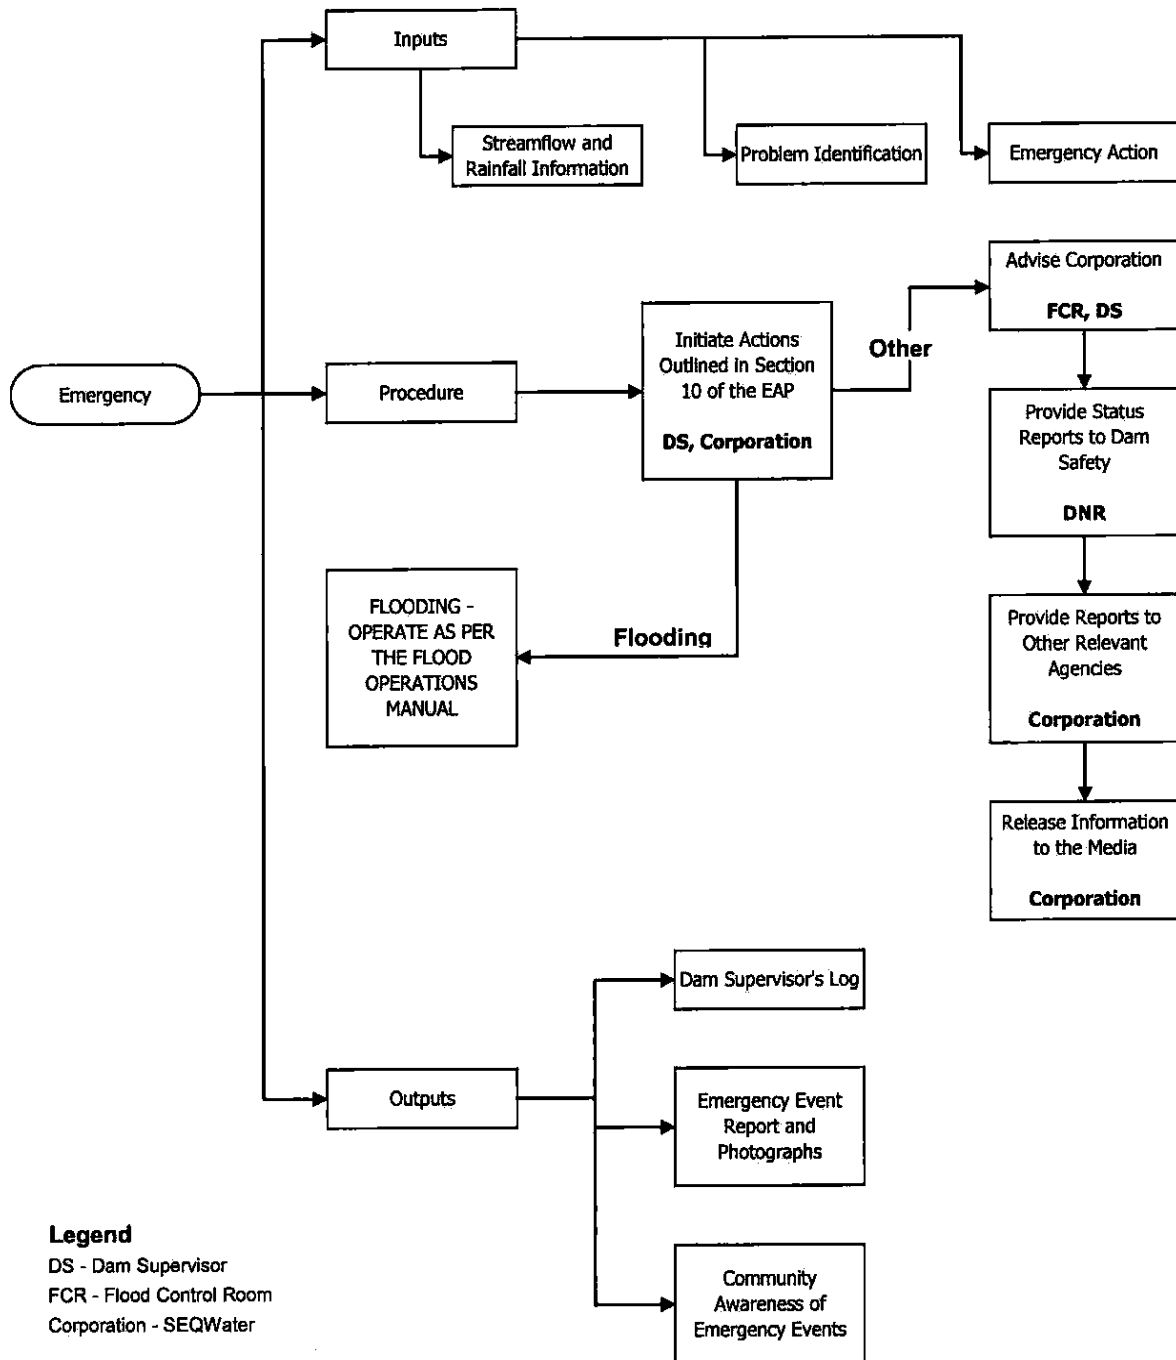 Inputs
Streamflow and
Rainfall Information
Problem Identification
Emergency Action
Emergency
Procedure
Initiate Actions
Outlined in Section
10 of the EAP
DS, Corporation
Other
Advise Corporation
FCR, DS
Provide Status
Reports to Dam
Safety
DNR
Provide Reports to
Other Relevant
Agencies
Corporation
Release Information
to the Media
Corporation
Flooding
FLOODING -
OPERATE AS PER
THE FLOOD
OPERATIONS
MANUAL
Outputs
Dam Supervisor's Log
Emergency Event
Report and
Photographs
Community
Awareness of
Emergency Events
Legend
DS - Dam Supervisor
FCR - Flood Control Room
Corporation - SEQWater